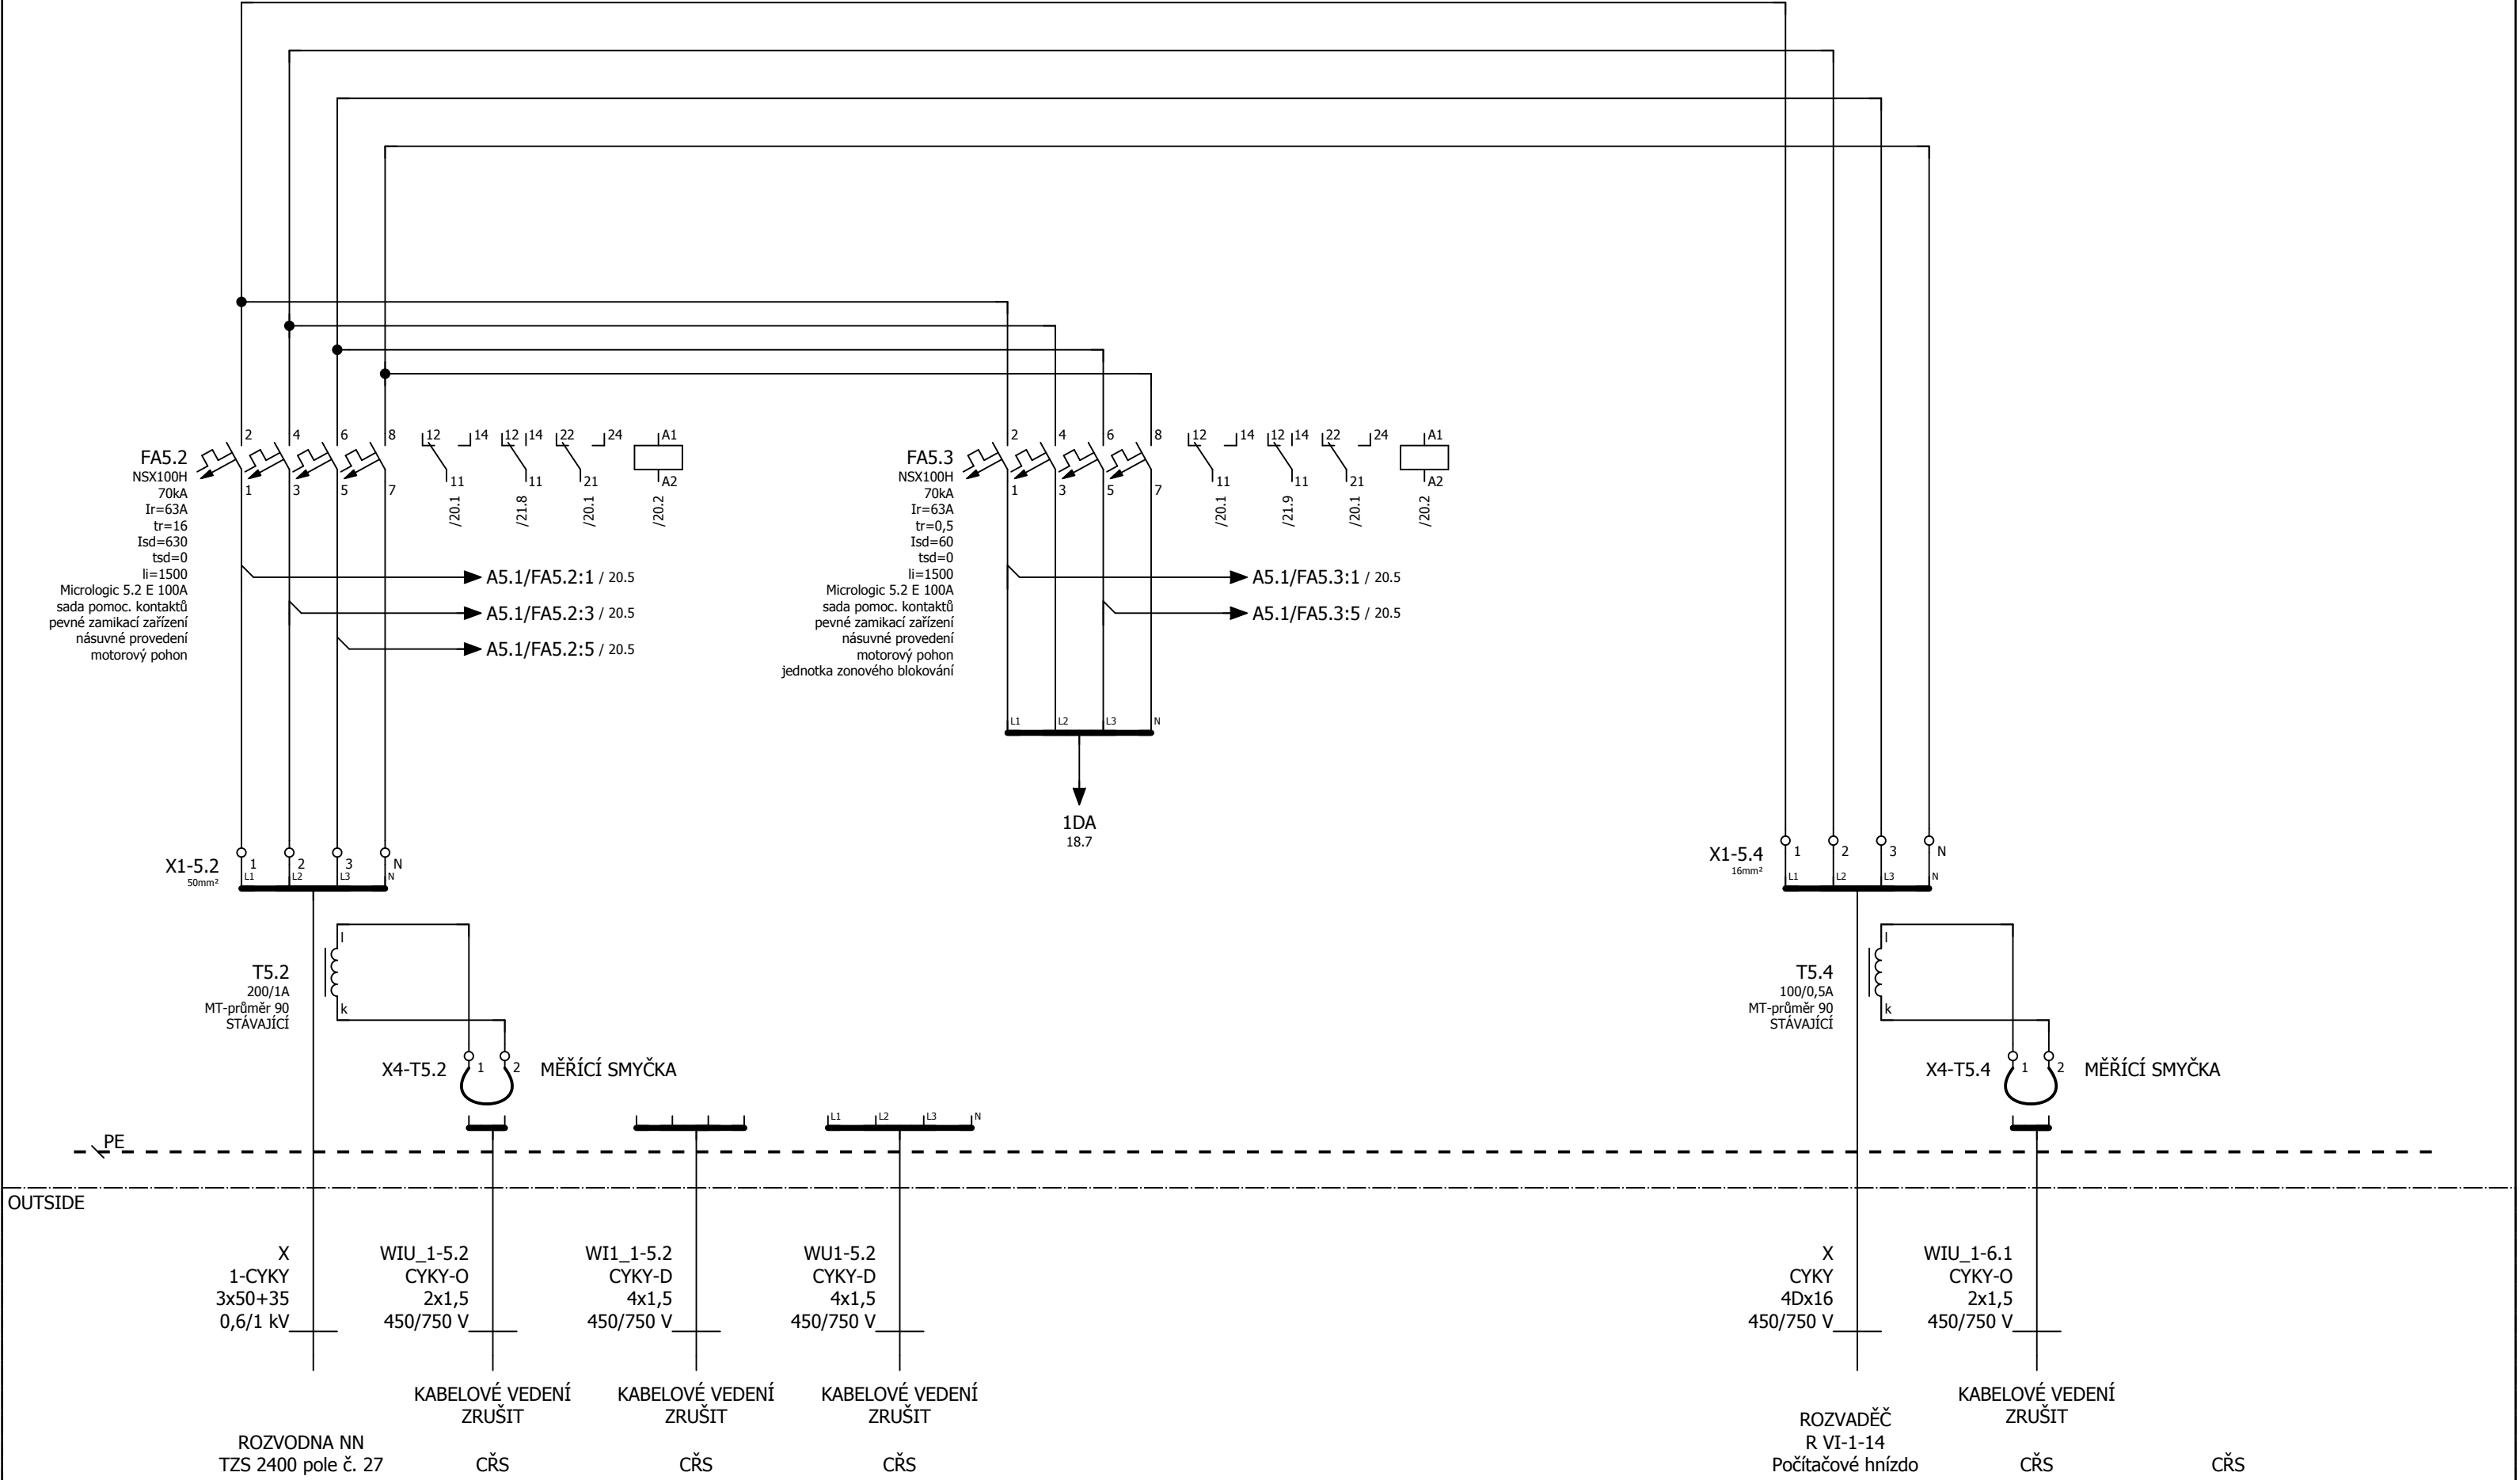 2
4
6
8
12
14
12
14
22
24
A1
FA5.2
NSX100H
70kA
Ir=63A
tr=16
Isd=630
tsd=0
Ii=1500
Micrologic 5.2 E 100A
sada pomoc. kontaktů
pevné zamikací zařízení
násuvné provedení
motorový pohon
1
3
5
7
11
11
21
A2
/20.1
/21.8
/20.1
/20.2
A5.1/FA5.2:1 / 20.5
A5.1/FA5.2:3 / 20.5
A5.1/FA5.2:5 / 20.5
2
4
6
8
12
14
12
14
22
24
A1
FA5.3
NSX100H
70kA
Ir=63A
tr=0,5
Isd=60
tsd=0
Ii=1500
Micrologic 5.2 E 100A
sada pomoc. kontaktů
pevné zamikací zařízení
násuvné provedení
motorový pohon
jednotka zonového blokování
1
3
5
7
11
11
21
A2
/20.1
/21.9
/20.1
/20.2
A5.1/FA5.3:1 / 20.5
A5.1/FA5.3:5 / 20.5
L1
L2
L3
N
1DA
18.7
X1-5.2
50mm²
1
2
3
N
L1
L2
L3
N
X1-5.4
16mm²
1
2
3
N
L1
L2
L3
N
l
T5.2
200/1A
MT-průměr 90
STÁVAJÍCÍ
k
X4-T5.2
1
2
MĚŘÍCÍ SMYČKA
l
T5.4
100/0,5A
MT-průměr 90
STÁVAJÍCÍ
k
X4-T5.4
1
2
MĚŘÍCÍ SMYČKA
L1
L2
L3
N
PE
OUTSIDE
X
1-CYKY
3x50+35
0,6/1 kV
WIU_1-5.2
CYKY-O
2x1,5
450/750 V
WI1_1-5.2
CYKY-D
4x1,5
450/750 V
WU1-5.2
CYKY-D
4x1,5
450/750 V
X
CYKY
4Dx16
450/750 V
WIU_1-6.1
CYKY-O
2x1,5
450/750 V
ROZVODNA NN
TZS 2400 pole č. 27
KABELOVÉ VEDENÍ
ZRUŠIT
CŘS
KABELOVÉ VEDENÍ
ZRUŠIT
CŘS
KABELOVÉ VEDENÍ
ZRUŠIT
CŘS
ROZVADĚČ
R VI-1-14
Počítačové hnízdo
KABELOVÉ VEDENÍ
ZRUŠIT
CŘS
CŘS